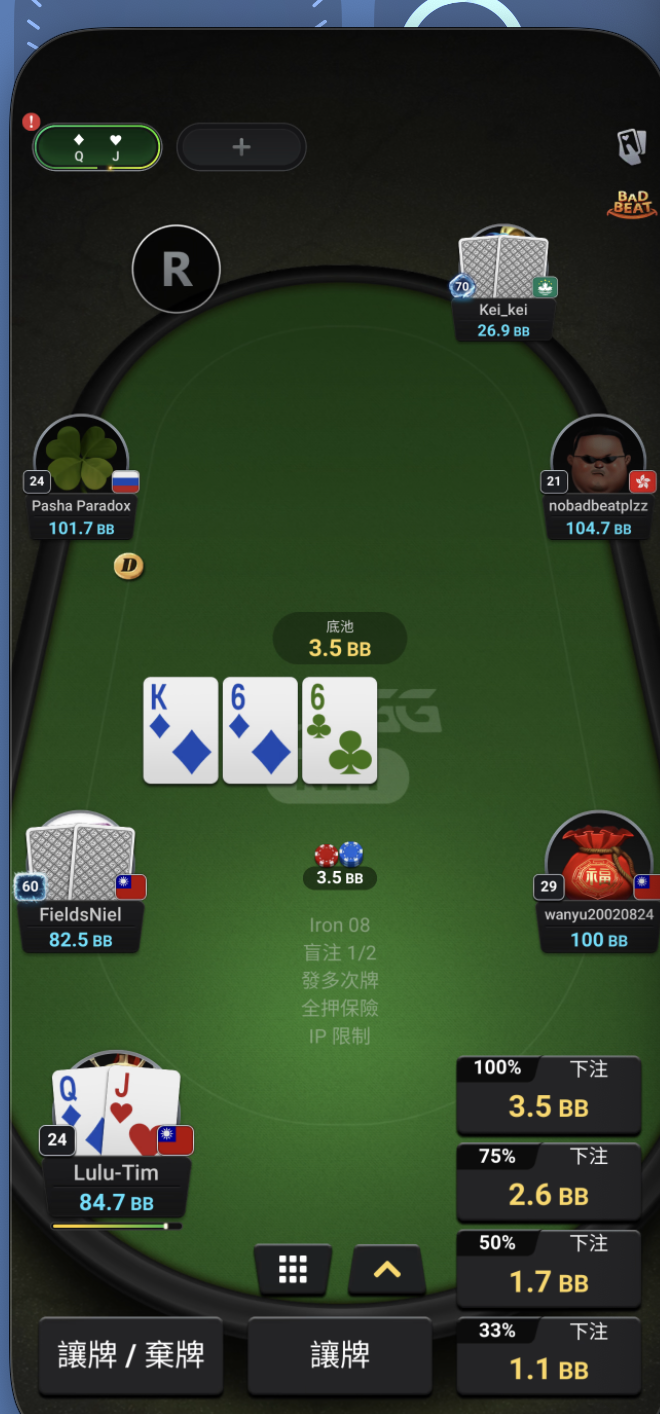 !
Q J
+
R
BAD
BEAT
70
Kei_kei
26.9 BB
24
Pasha Paradox
101.7 BB
21
nobadbeatplzz
104.7 BB
D
底池
3.5 BB
K
6
6
GG
60
FieldsNiel
82.5 BB
3.5 BB
29
福
wanyu20020824
100 BB
Iron 08
盲注 1/2
發多次牌
全押保險
IP 限制
Q
J
24
Lulu-Tim
84.7 BB
100% 下注
3.5 BB
75% 下注
2.6 BB
50% 下注
1.7 BB
33% 下注
1.1 BB
讓牌 / 棄牌
讓牌